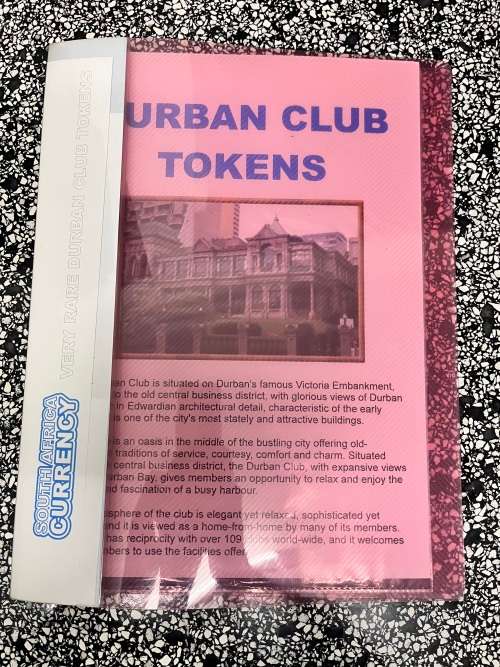 VERY RARE DURBAN CLUB TOKENS
SOUTH AFRICA
CURRENCY
URBAN CLUB
TOKENS
an Club is situated on Durban's famous Victoria Embankment,
to the old central business district, with glorious views of Durban
in Edwardian architectural detail, characteristic of the early
is one of the city's most stately and attractive buildings.
is an oasis in the middle of the bustling city offering old-
traditions of service, courtesy, comfort and charm. Situated
central business district, the Durban Club, with expansive views
urban Bay, gives members an opportunity to relax and enjoy the
nd fascination of a busy harbour.
sphere of the club is elegant yet relaxed, sophisticated yet
nd it is viewed as a home-from-home by many of its members.
has reciprocity with over 109 clubs world-wide, and it welcomes
bers to use the facilities offer